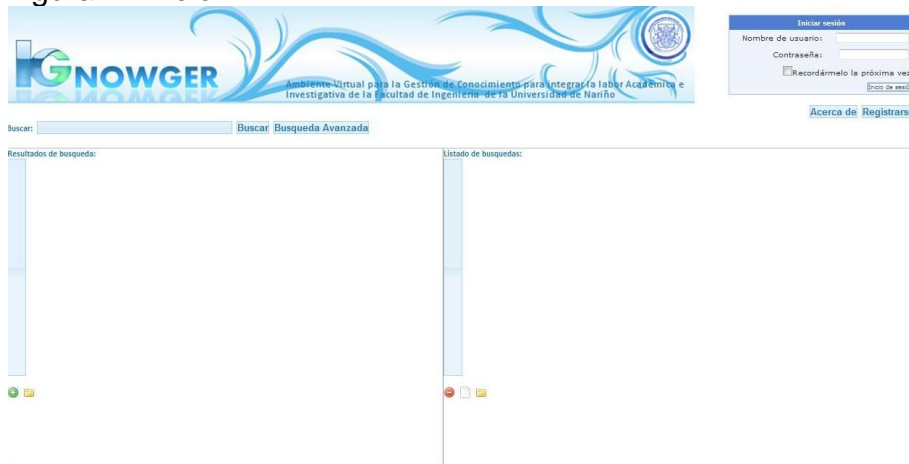 IGNOWGER
Ambiente Virtual para la Gestión de Conocimiento para integrar la labor Académica e
Investigativa de la Facultad de Ingeniería de la Universidad de Nariño
Iniciar sesión
Nombre de usuario:
Contraseña:
Recordármelo la próxima vez
Inicio de sesió
Acerca de Registrarse
Buscar: Buscar Busqueda Avanzada
Resultados de busqueda:
Listado de busquedas: